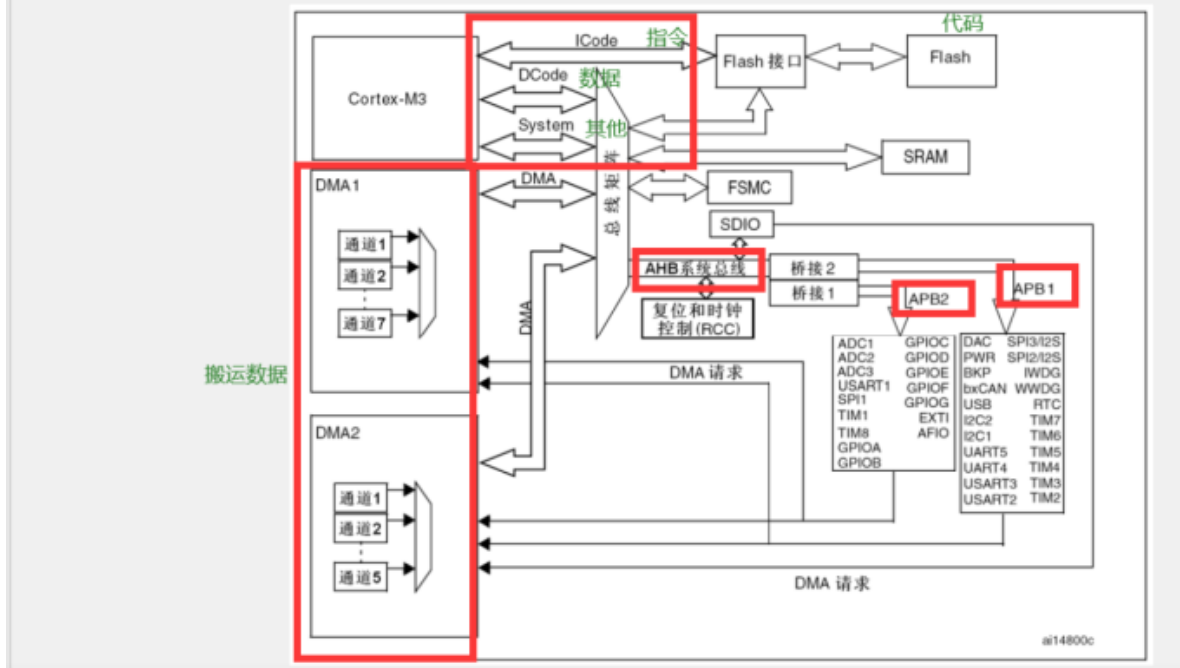 代码
ICode
指令
Flash 接口
Flash
DCode
数据
Cortex-M3
System
其他
总线矩阵
SRAM
DMA1
DMA
FSMC
通道1
通道2
通道7
SDIO
AHB系统总线
桥接2
桥接1
APB2
APB1
复位和时钟
控制(RCC)
DMA
搬运数据
DMA 请求
ADC1
ADC2
ADC3
USART1
SPI1
TIM1
TIM8
GPIOA
GPIOB
GPIOC
GPIOD
GPIOE
GPIOF
GPIOG
EXTI
AFIO
DAC
PWR
BKP
bxCAN
USB
I2C2
I2C1
UART5
UART4
USART3
USART2
SPI3/I2S
SPI2/I2S
IWDG
WWDG
RTC
TIM7
TIM6
TIM5
TIM4
TIM3
TIM2
DMA2
通道1
通道2
通道5
DMA 请求
ai14800c